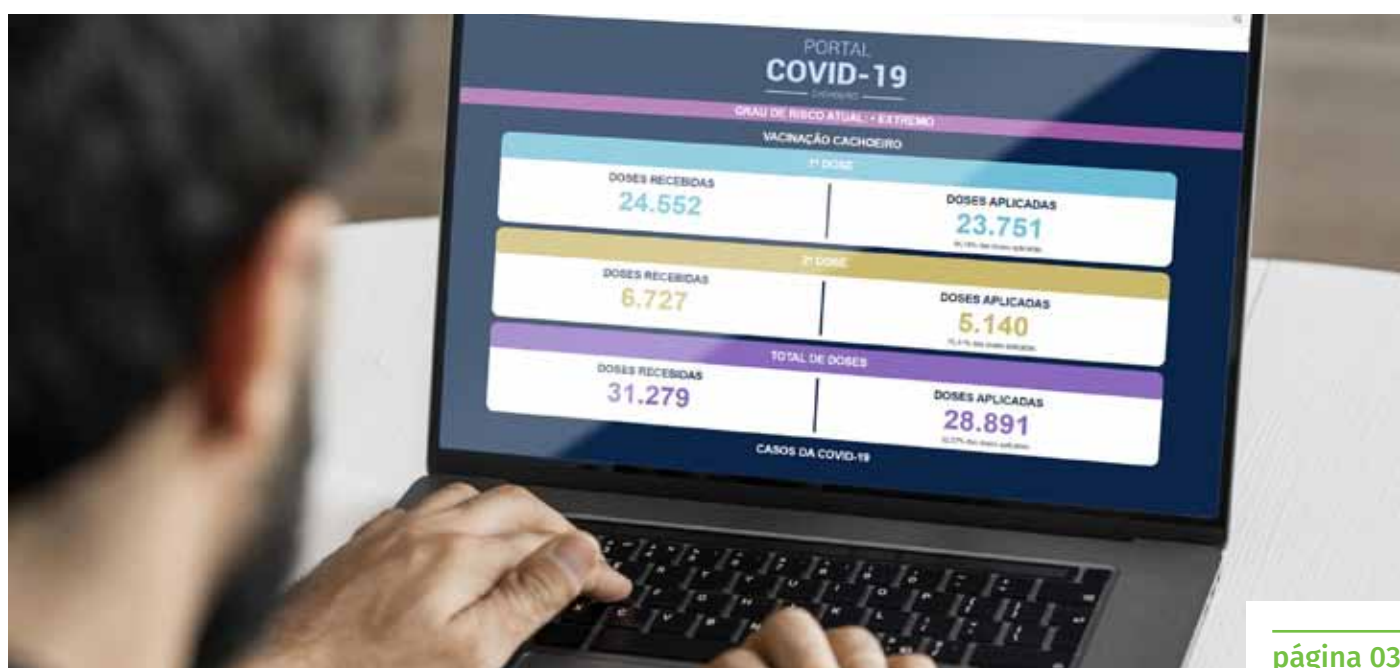 PORTAL
COVID-19
GRAU DE RISCO ATUAL: • EXTREMO
VACINAÇÃO CACHOEIRO
1ª DOSE
DOSES RECEBIDAS
24.552
DOSES APLICADAS
23.751
2ª DOSE
DOSES RECEBIDAS
6.727
DOSES APLICADAS
5.140
TOTAL DE DOSES
DOSES RECEBIDAS
31.279
DOSES APLICADAS
28.891
CASOS DA COVID-19
página 03